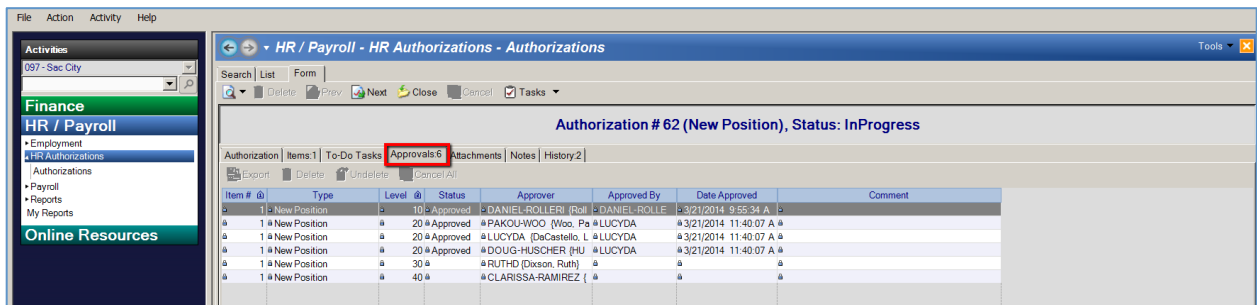 File Action Activity Help
Activities
097 - Sac City
Finance
HR / Payroll
Employment
HR Authorizations
Authorizations
Payroll
Reports
My Reports
Online Resources
HR / Payroll - HR Authorizations - Authorizations Tools
Search List Form
Delete Prev Next Close Cancel Tasks
Authorization # 62 (New Position), Status: InProgress
Authorization Items:1 To-Do Tasks Approvals:6 Attachments Notes History:2
Export Delete Undelete Cancel All
Item # Type Level Status Approver Approved By Date Approved Comment
1 New Position 10 Approved DANIEL-ROLLERI {Roll DANIEL-ROLLE 3/21/2014 9:55:34 A
1 New Position 20 Approved PAKOU-WOO {Woo, Pa LUCYDA 3/21/2014 11:40:07 A
1 New Position 20 Approved LUCYDA {DaCastello, L LUCYDA 3/21/2014 11:40:07 A
1 New Position 20 Approved DOUG-HUSCHER {HU LUCYDA 3/21/2014 11:40:07 A
1 New Position 30 RUTHD {Dixson, Ruth}
1 New Position 40 CLARISSA-RAMIREZ {